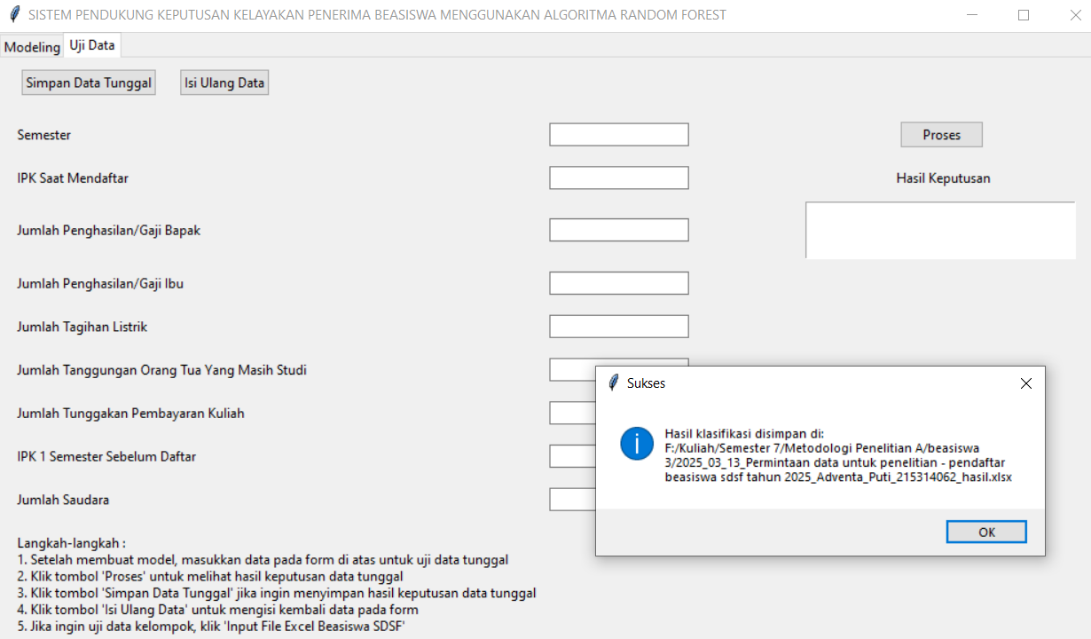 SISTEM PENDUKUNG KEPUTUSAN KELAYAKAN PENERIMA BEASISWA MENGGUNAKAN ALGORITMA RANDOM FOREST
Modeling Uji Data
Simpan Data Tunggal Isi Ulang Data
Semester
Proses
IPK Saat Mendaftar
Hasil Keputusan
Jumlah Penghasilan/Gaji Bapak
Jumlah Penghasilan/Gaji Ibu
Jumlah Tagihan Listrik
Jumlah Tanggungan Orang Tua Yang Masih Studi
Jumlah Tunggakan Pembayaran Kuliah
IPK 1 Semester Sebelum Daftar
Jumlah Saudara
Sukses
Hasil klasifikasi disimpan di:
F:/Kuliah/Semester 7/Metodologi Penelitian A/beasiswa
3/2025_03_13_Permintaan data untuk penelitian - pendaftar
beasiswa sdsf tahun 2025_Adventa_Puti_215314062_hasil.xlsx
OK
Langkah-langkah :
1. Setelah membuat model, masukkan data pada form di atas untuk uji data tunggal
2. Klik tombol 'Proses' untuk melihat hasil keputusan data tunggal
3. Klik tombol 'Simpan Data Tunggal' jika ingin menyimpan hasil keputusan data tunggal
4. Klik tombol 'Isi Ulang Data' untuk mengisi kembali data pada form
5. Jika ingin uji data kelompok, klik 'Input File Excel Beasiswa SDSF'